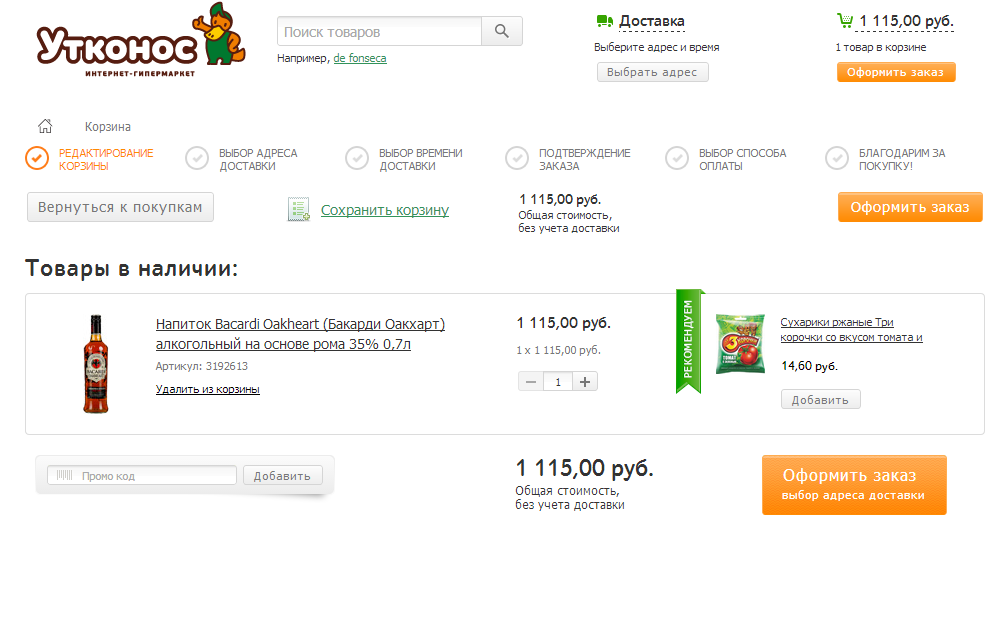 Утконос
ИНТЕРНЕТ-ГИПЕРМАРКЕТ
Поиск товаров
Например, de fonseca
Доставка
Выберите адрес и время
Выбрать адрес
1 115,00 руб.
1 товар в корзине
Оформить заказ
Корзина
РЕДАКТИРОВАНИЕ
КОРЗИНЫ
ВЫБОР АДРЕСА
ДОСТАВКИ
ВЫБОР ВРЕМЕНИ
ДОСТАВКИ
ПОДТВЕРЖДЕНИЕ
ЗАКАЗА
ВЫБОР СПОСОБА
ОПЛАТЫ
БЛАГОДАРИМ ЗА
ПОКУПКУ!
Вернуться к покупкам
Сохранить корзину
1 115,00 руб.
Общая стоимость,
без учета доставки
Оформить заказ
Товары в наличии:
BACARDI
Напиток Bacardi Oakheart (Бакарди Оакхарт)
алкогольный на основе рома 35% 0,7л
Артикул: 3192613
Удалить из корзины
1 115,00 руб.
1 x 1 115,00 руб.
1
РЕКОМЕНДУЕМ
Сухарики ржаные Три
корочки со вкусом томата и
14,60 руб.
Добавить
Промо код
Добавить
1 115,00 руб.
Общая стоимость,
без учета доставки
Оформить заказ
выбор адреса доставки